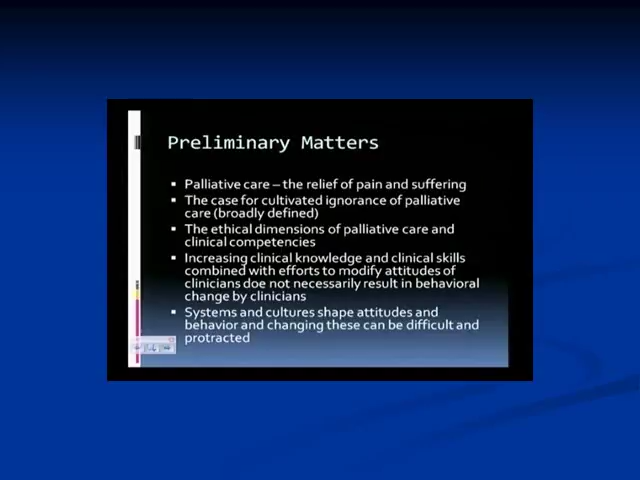 Preliminary Matters
Palliative care – the relief of pain and suffering
The case for cultivated ignorance of palliative
care (broadly defined)
The ethical dimensions of palliative care and
clinical competencies
Increasing clinical knowledge and clinical skills
combined with efforts to modify attitudes of
clinicians doe not necessarily result in behavioral
change by clinicians
Systems and cultures shape attitudes and
behavior and changing these can be difficult and
protracted